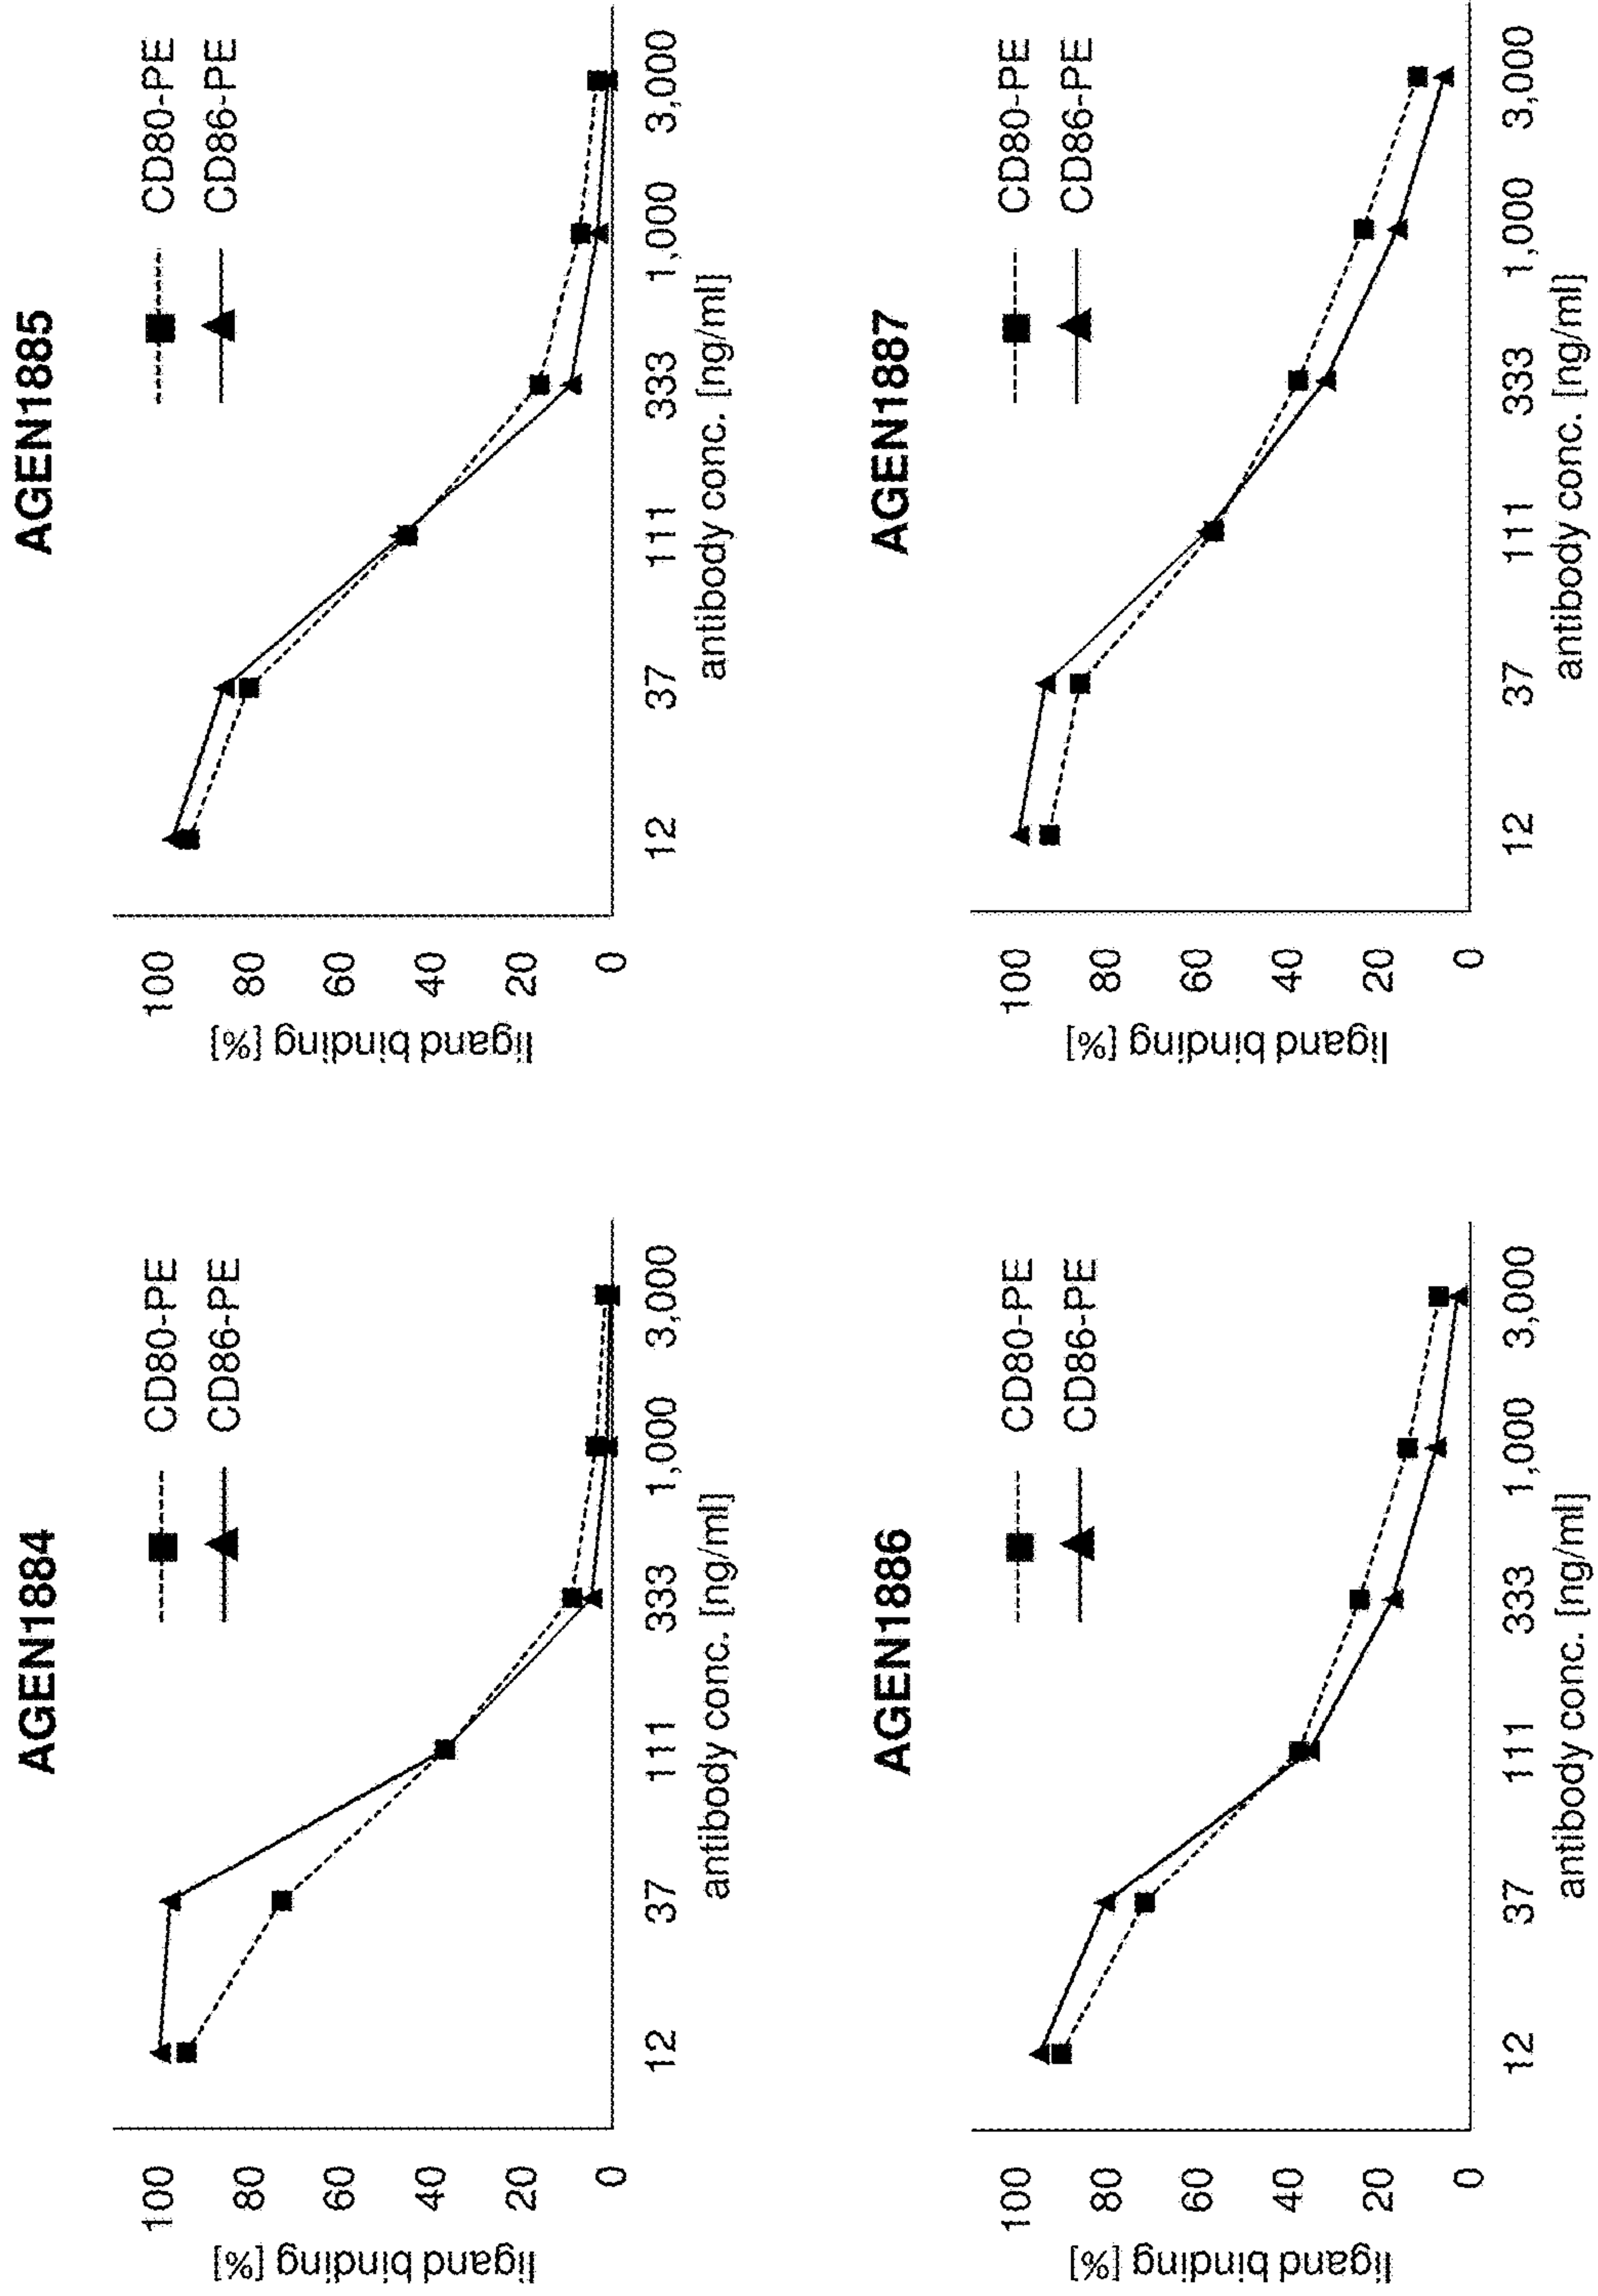 AGEN1884
CD80-PE
CD86-PE
ligand binding [%]
100
80
60
40
20
0
12 37 111 333 1,000 3,000
antibody conc. [ng/ml]
AGEN1885
CD80-PE
CD86-PE
ligand binding [%]
100
80
60
40
20
0
12 37 111 333 1,000 3,000
antibody conc. [ng/ml]
AGEN1886
CD80-PE
CD86-PE
ligand binding [%]
100
80
60
40
20
0
12 37 111 333 1,000 3,000
antibody conc. [ng/ml]
AGEN1887
CD80-PE
CD86-PE
ligand binding [%]
100
80
60
40
20
0
12 37 111 333 1,000 3,000
antibody conc. [ng/ml]